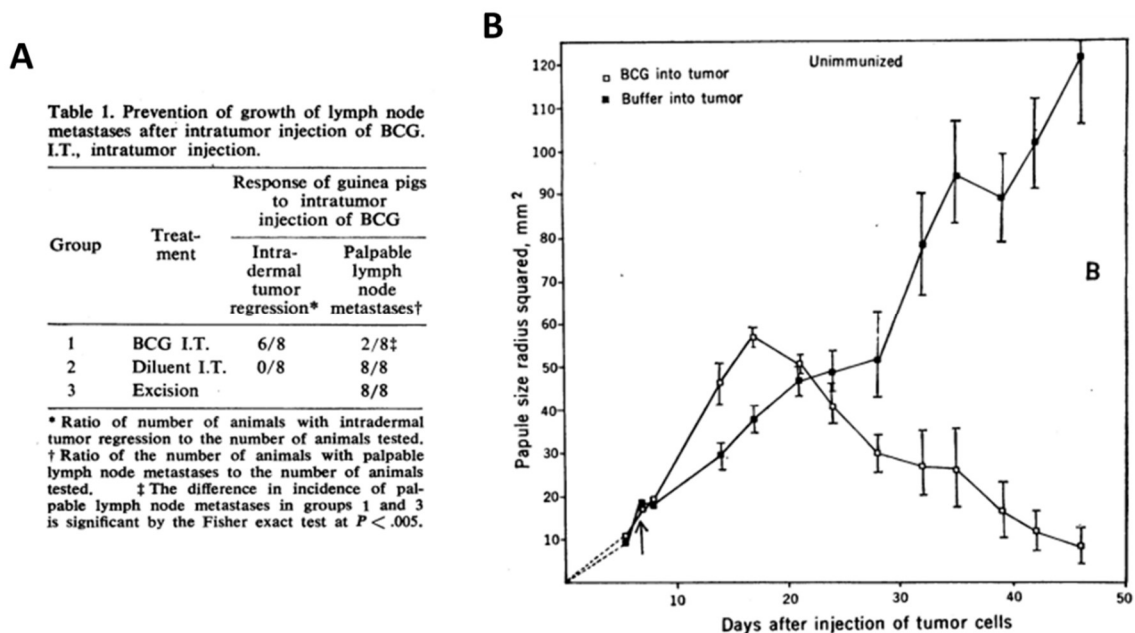 A
Table 1. Prevention of growth of lymph node
metastases after intratumor injection of BCG.
I.T., intratumor injection.
Group
Treat-
ment
Response of guinea pigs
to intratumor
injection of BCG
Intra-
dermal
tumor
regression*
Palpable
lymph
node
metastases†
1 BCG I.T. 6/8 2/8‡
2 Diluent I.T. 0/8 8/8
3 Excision 8/8
* Ratio of number of animals with intradermal
tumor regression to the number of animals tested.
† Ratio of the number of animals with palpable
lymph node metastases to the number of animals
tested. ‡ The difference in incidence of pal-
pable lymph node metastases in groups 1 and 3
is significant by the Fisher exact test at P < .005.
B
Unimmunized
BCG into tumor
Buffer into tumor
B
Papule size radius squared, mm²
120
110
100
90
80
70
60
50
40
30
20
10
10 20 30 40 50
Days after injection of tumor cells